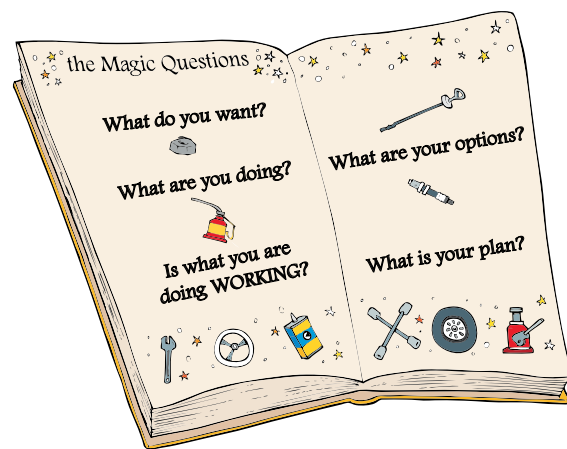 the Magic Questions
What do you want?
What are you doing?
Is what you are
doing WORKING?
What are your options?
What is your plan?